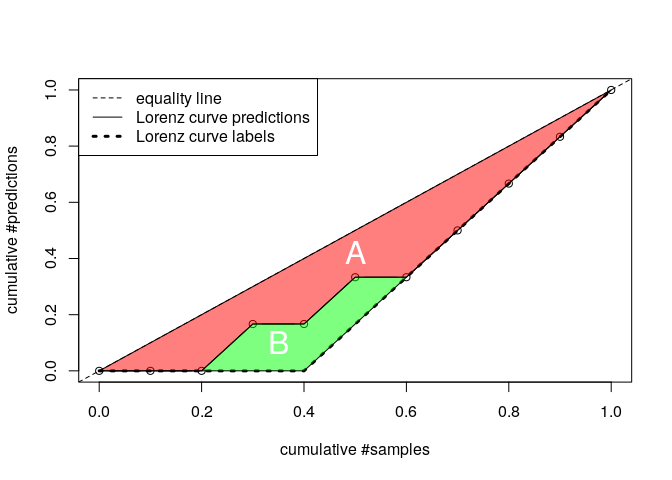 equality line
Lorenz curve predictions
Lorenz curve labels
cumulative #predictions
1.0
0.8
0.6
0.4
0.2
0.0
A
B
0.0 0.2 0.4 0.6 0.8 1.0
cumulative #samples